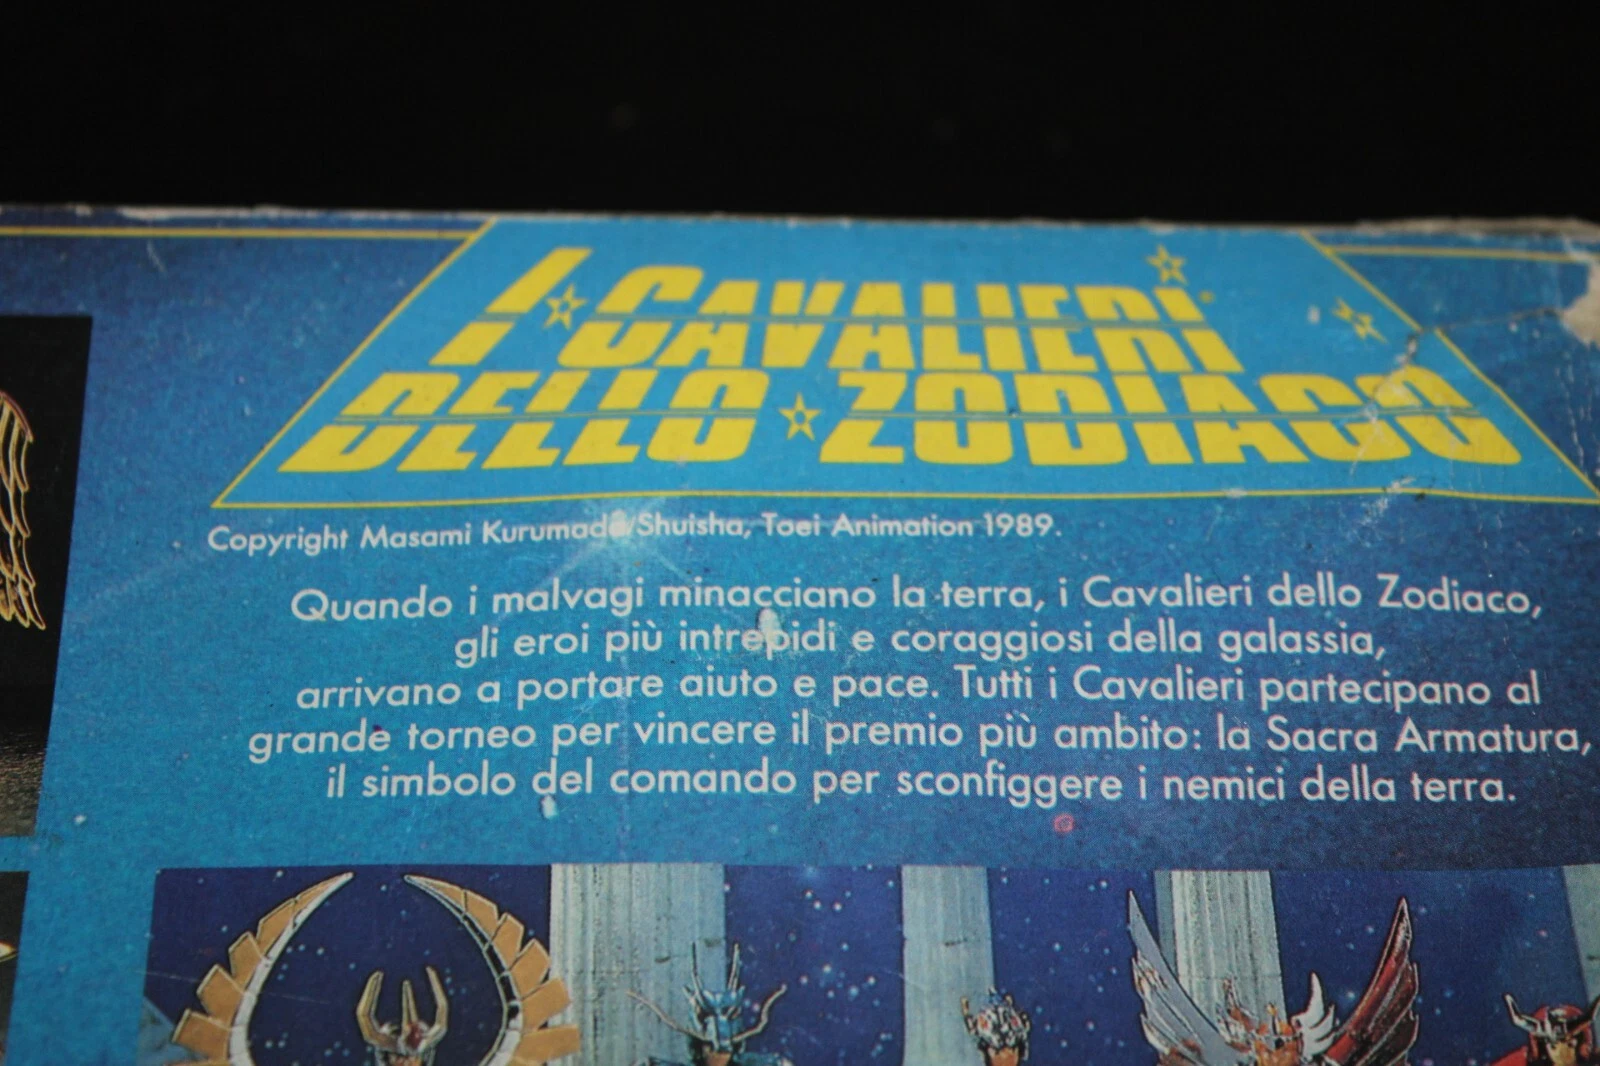 I CAVALIERI
DELLO ZODIACO
Copyright Masami Kurumada/Shuisha, Toei Animation 1989.
Quando i malvagi minacciano la terra, i Cavalieri dello Zodiaco,
gli eroi più intrepidi e coraggiosi della galassia,
arrivano a portare aiuto e pace. Tutti i Cavalieri partecipano al
grande torneo per vincere il premio più ambito: la Sacra Armatura,
il simbolo del comando per sconfiggere i nemici della terra.